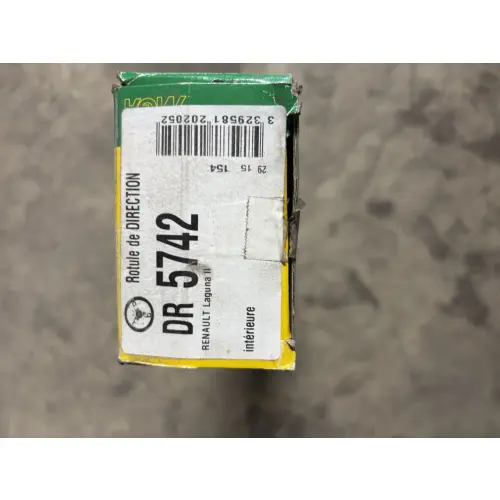 Rotule de DIRECTION
DR 5742
RENAULT Laguna II
intérieure
3 329581 202052
29 15 154